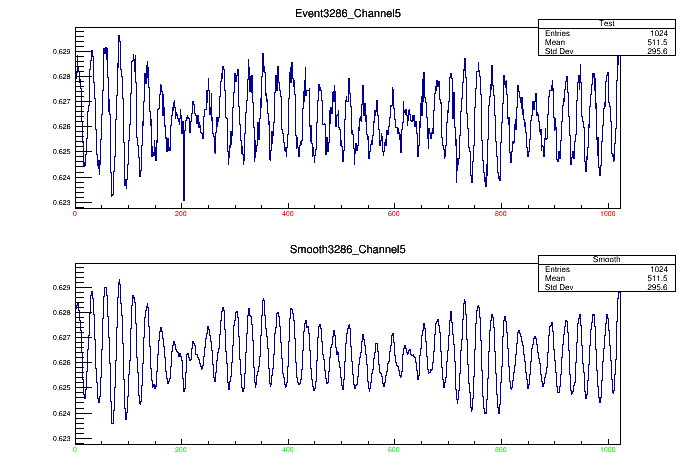 Event3286_Channel5
Test
Entries 1024
Mean 511.5
Std Dev 295.6
0.629
0.628
0.627
0.626
0.625
0.624
0.623
0 200 400 600 800 1000
Smooth3286_Channel5
Smooth
Entries 1024
Mean 511.5
Std Dev 295.6
0.629
0.628
0.627
0.626
0.625
0.624
0.623
0 200 400 600 800 1000